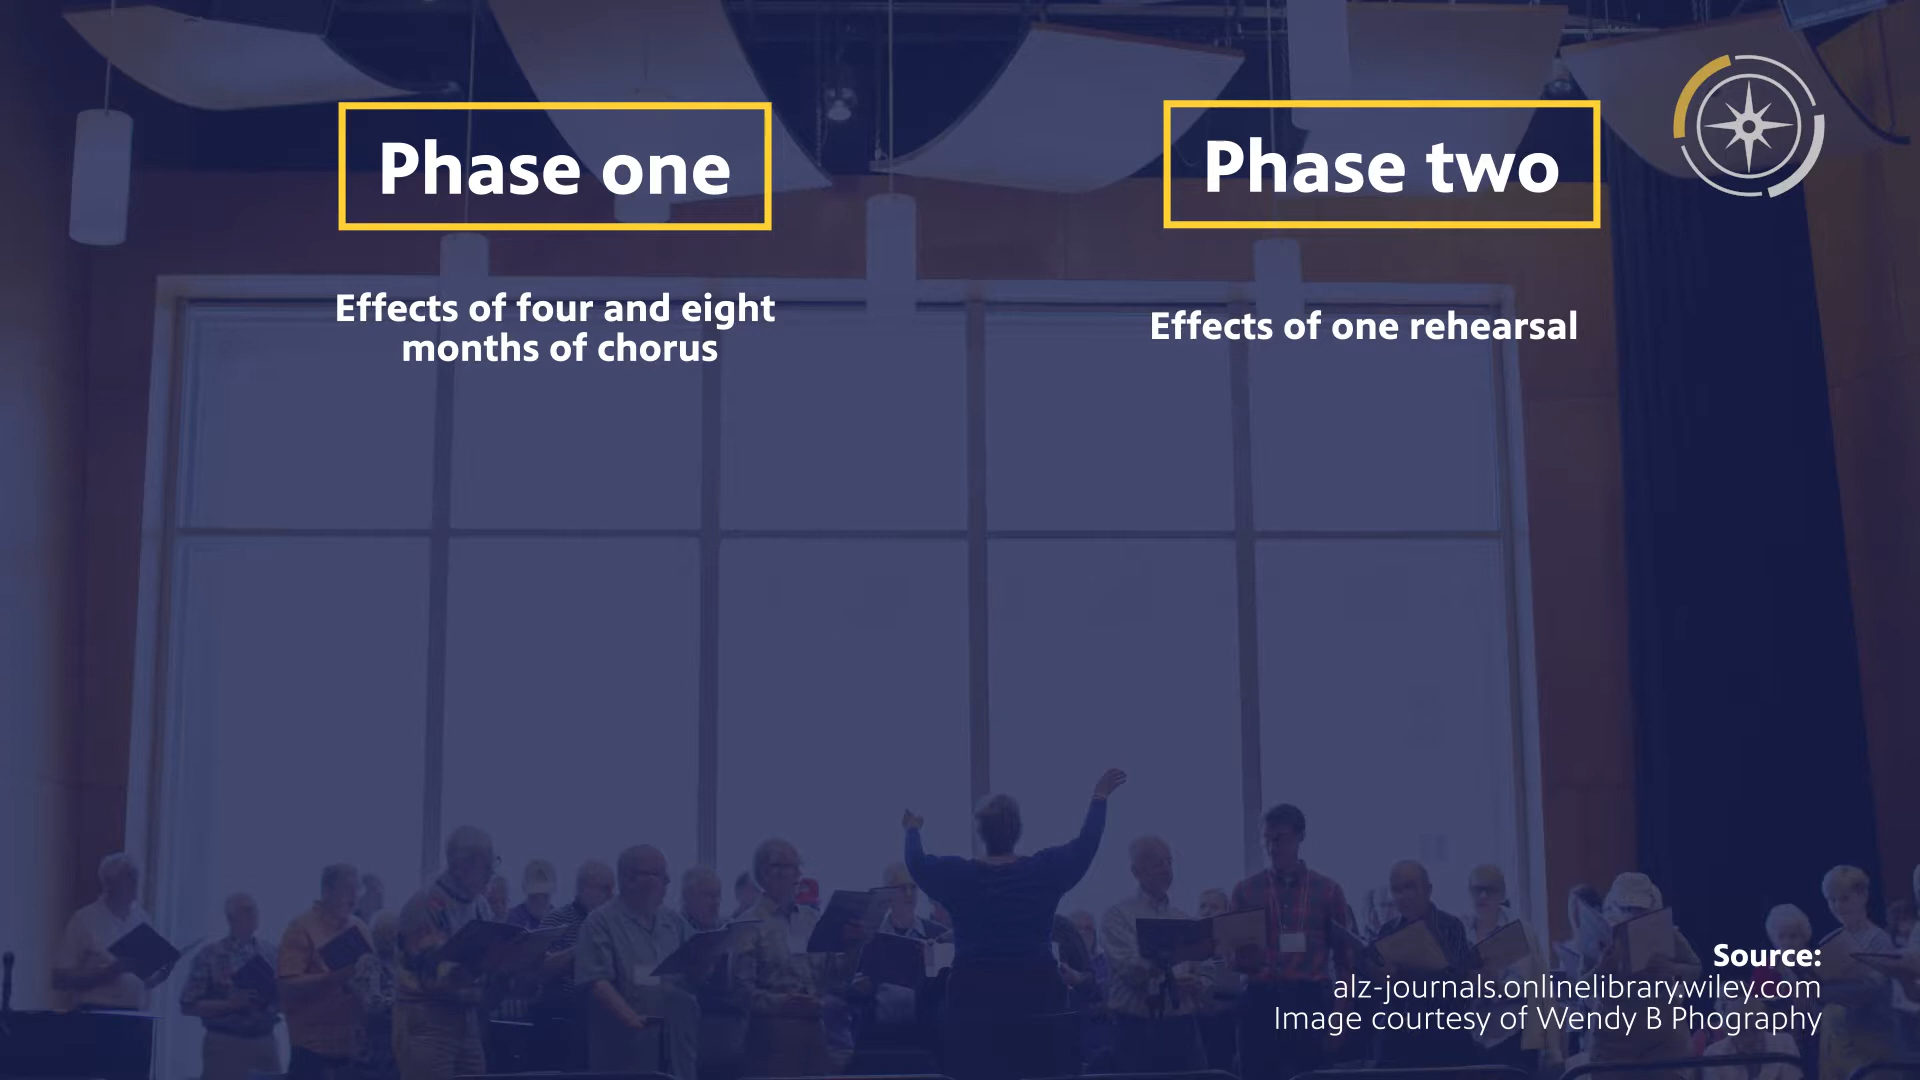 Phase one
Effects of four and eight
months of chorus
Phase two
Effects of one rehearsal
Source:
alz-journals.onlinelibrary.wiley.com
Image courtesy of Wendy B Phography